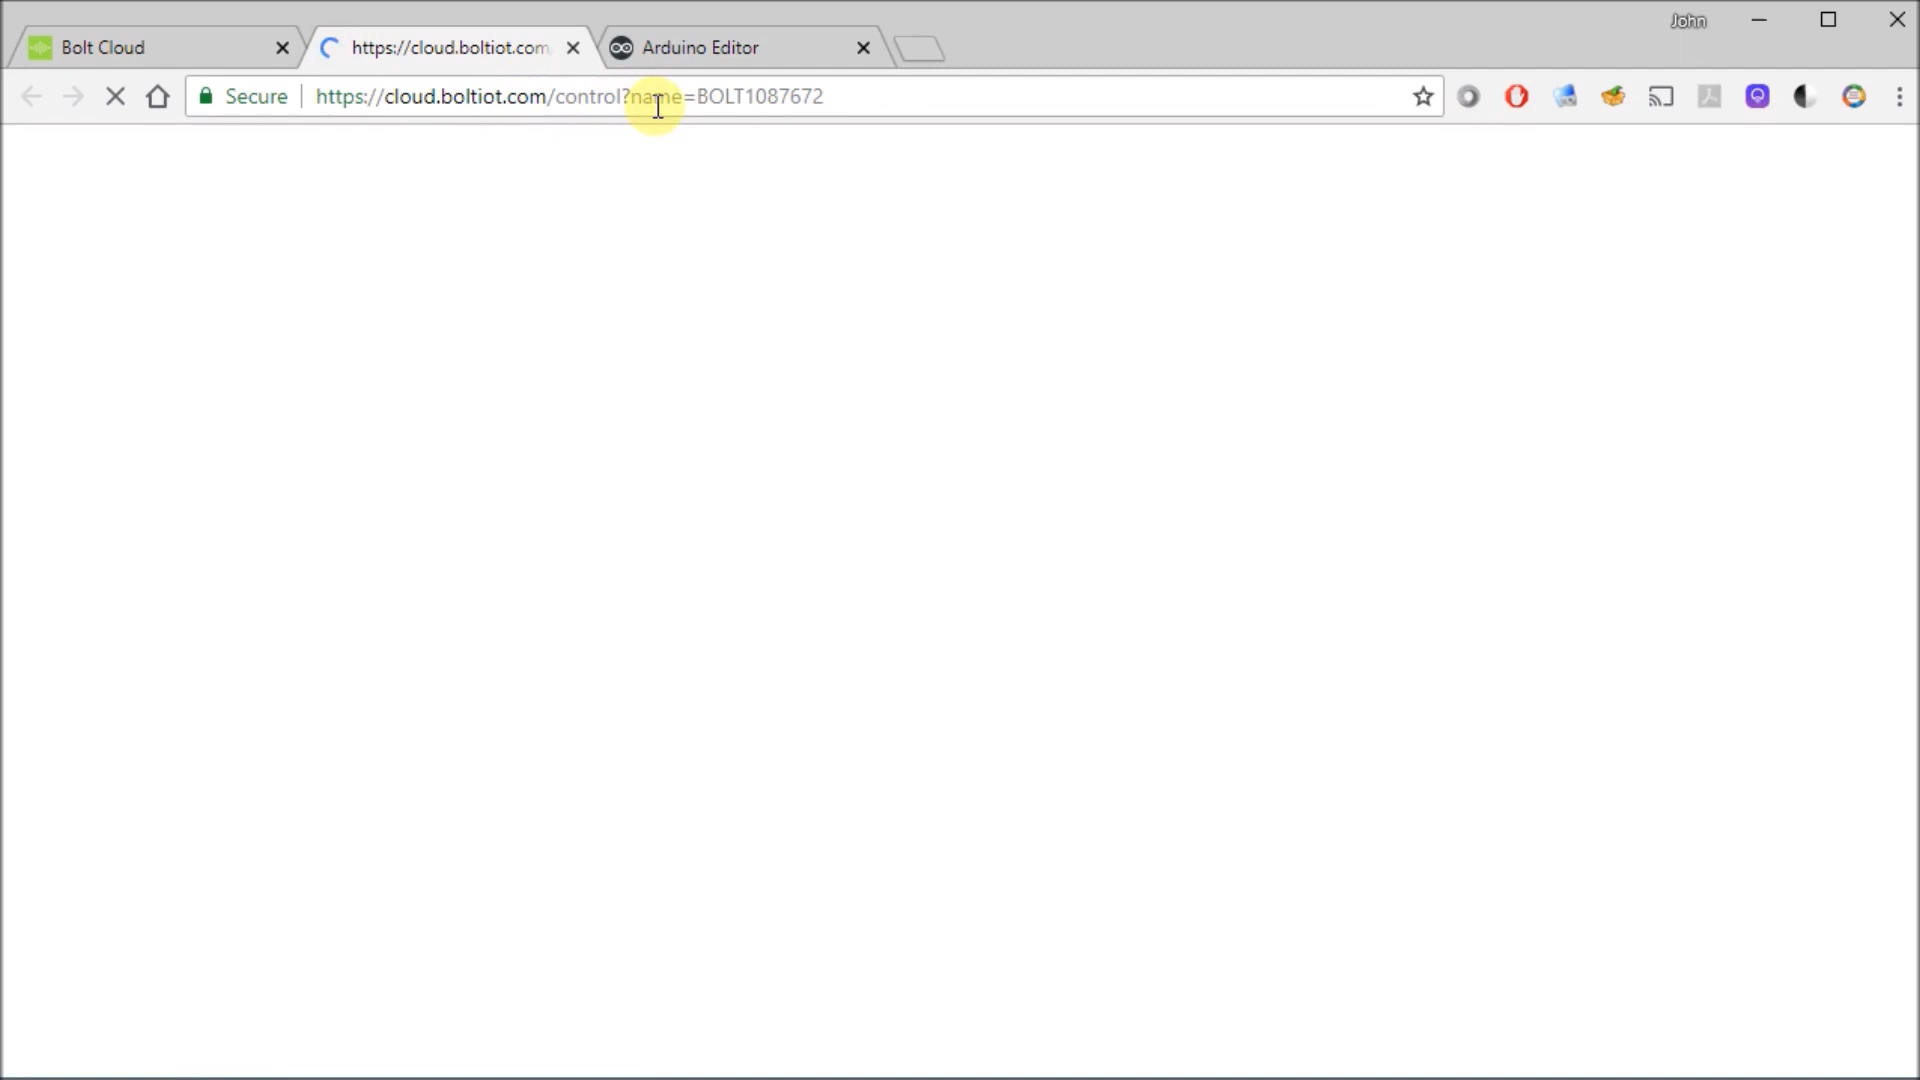 John
Bolt Cloud
https://cloud.boltiot.com
Arduino Editor
Secure
https://cloud.boltiot.com/control?name=BOLT1087672